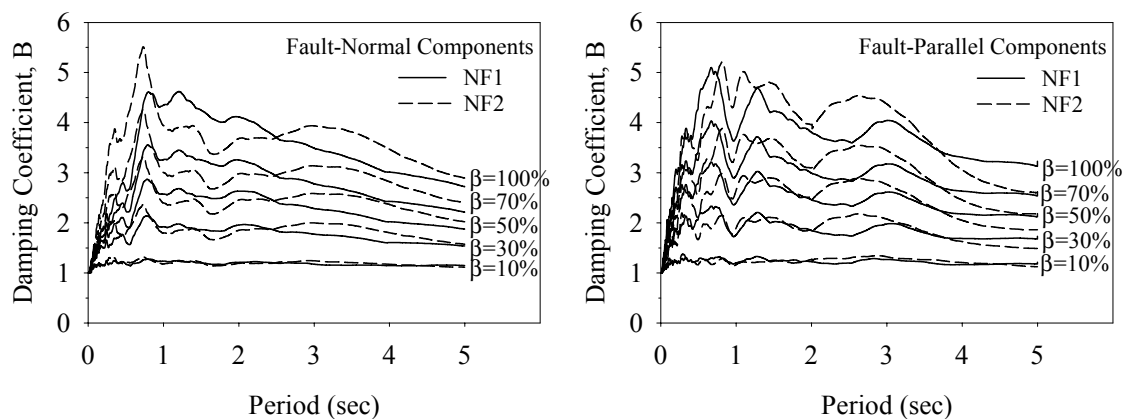 Damping Coefficient, B
6
5
4
3
2
1
0
Fault-Normal Components
NF1
NF2
β=100%
β=70%
β=50%
β=30%
β=10%
0 1 2 3 4 5
Period (sec)
Damping Coefficient, B
6
5
4
3
2
1
0
Fault-Parallel Components
NF1
NF2
β=100%
β=70%
β=50%
β=30%
β=10%
0 1 2 3 4 5
Period (sec)